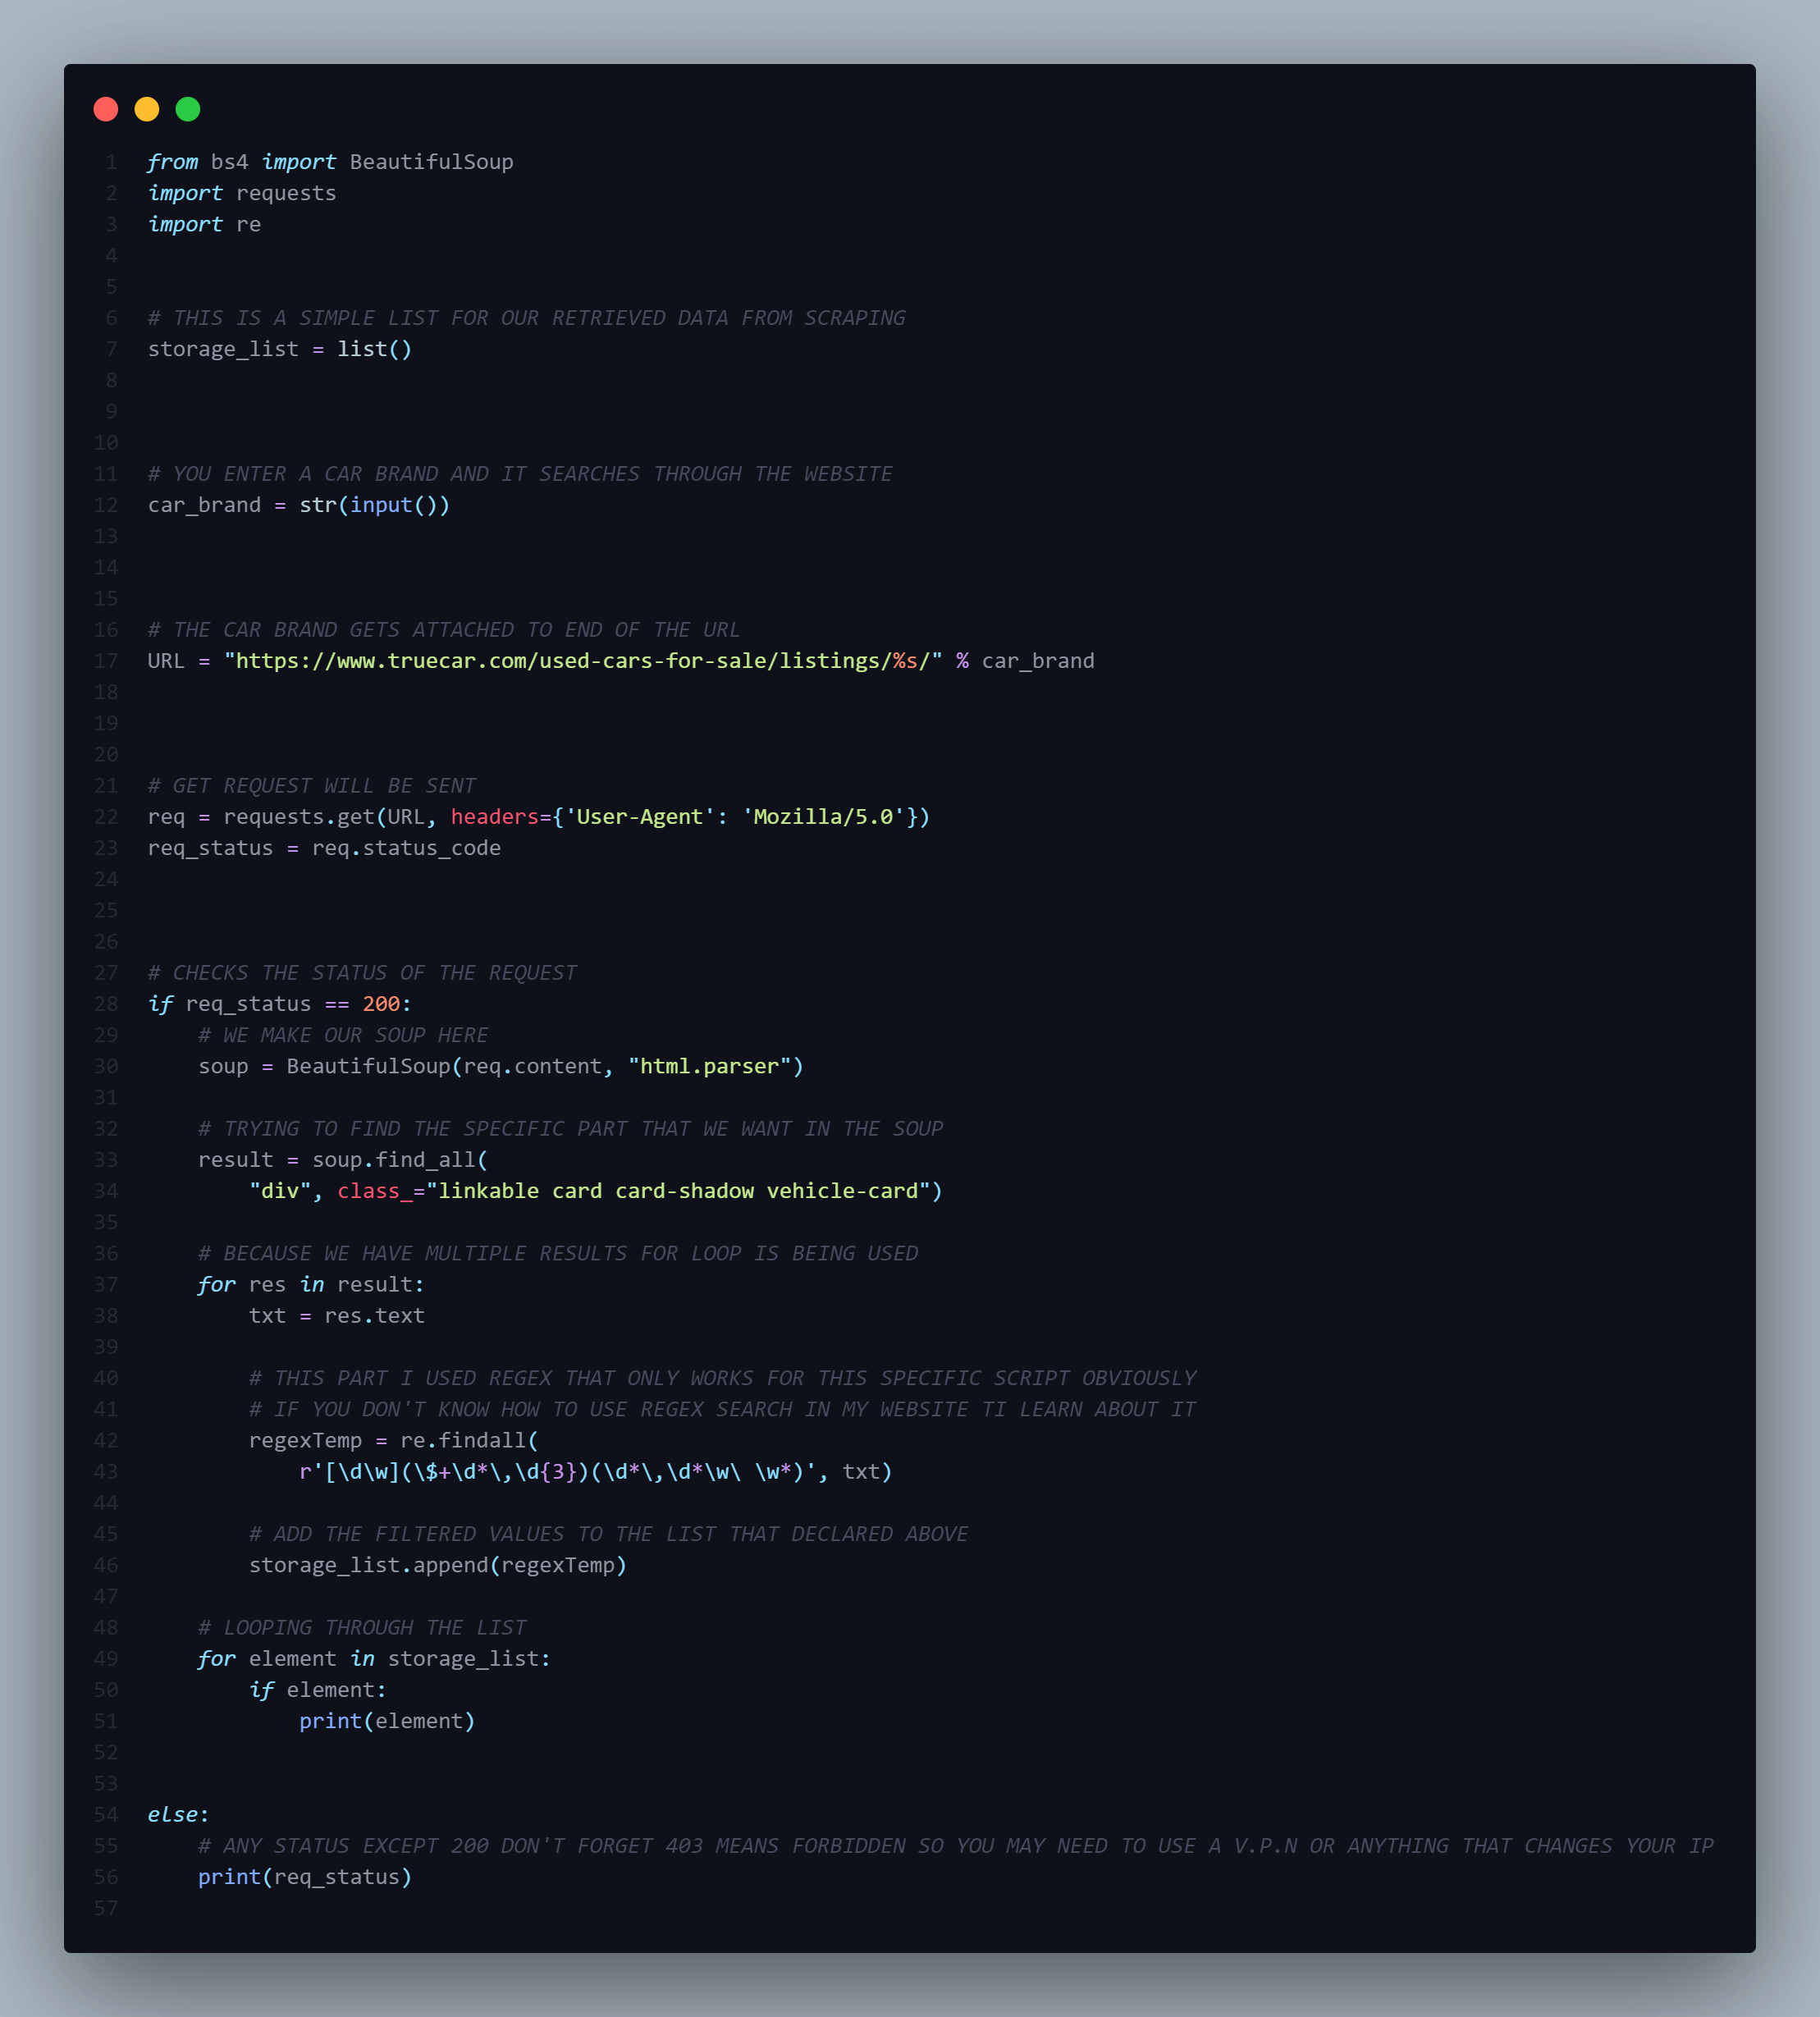 1 from bs4 import BeautifulSoup
2 import requests
3 import re
4
5
6 # THIS IS A SIMPLE LIST FOR OUR RETRIEVED DATA FROM SCRAPING
7 storage_list = list()
8
9
10
11 # YOU ENTER A CAR BRAND AND IT SEARCHES THROUGH THE WEBSITE
12 car_brand = str(input())
13
14
15
16 # THE CAR BRAND GETS ATTACHED TO END OF THE URL
17 URL = "https://www.truecar.com/used-cars-for-sale/listings/%s/" % car_brand
18
19
20
21 # GET REQUEST WILL BE SENT
22 req = requests.get(URL, headers={'User-Agent': 'Mozilla/5.0'})
23 req_status = req.status_code
24
25
26
27 # CHECKS THE STATUS OF THE REQUEST
28 if req_status == 200:
29     # WE MAKE OUR SOUP HERE
30     soup = BeautifulSoup(req.content, "html.parser")
31
32     # TRYING TO FIND THE SPECIFIC PART THAT WE WANT IN THE SOUP
33     result = soup.find_all(
34         "div", class_="linkable card card-shadow vehicle-card")
35
36     # BECAUSE WE HAVE MULTIPLE RESULTS FOR LOOP IS BEING USED
37     for res in result:
38         txt = res.text
39
40         # THIS PART I USED REGEX THAT ONLY WORKS FOR THIS SPECIFIC SCRIPT OBVIOUSLY
41         # IF YOU DON'T KNOW HOW TO USE REGEX SEARCH IN MY WEBSITE TI LEARN ABOUT IT
42         regexTemp = re.findall(
43             r'[\d\w](\$+\d*\,\d{3})(\d*\,\d*\w\ \w*)', txt)
44
45         # ADD THE FILTERED VALUES TO THE LIST THAT DECLARED ABOVE
46         storage_list.append(regexTemp)
47
48     # LOOPING THROUGH THE LIST
49     for element in storage_list:
50         if element:
51             print(element)
52
53
54 else:
55     # ANY STATUS EXCEPT 200 DON'T FORGET 403 MEANS FORBIDDEN SO YOU MAY NEED TO USE A V.P.N OR ANYTHING THAT CHANGES YOUR IP
56     print(req_status)
57